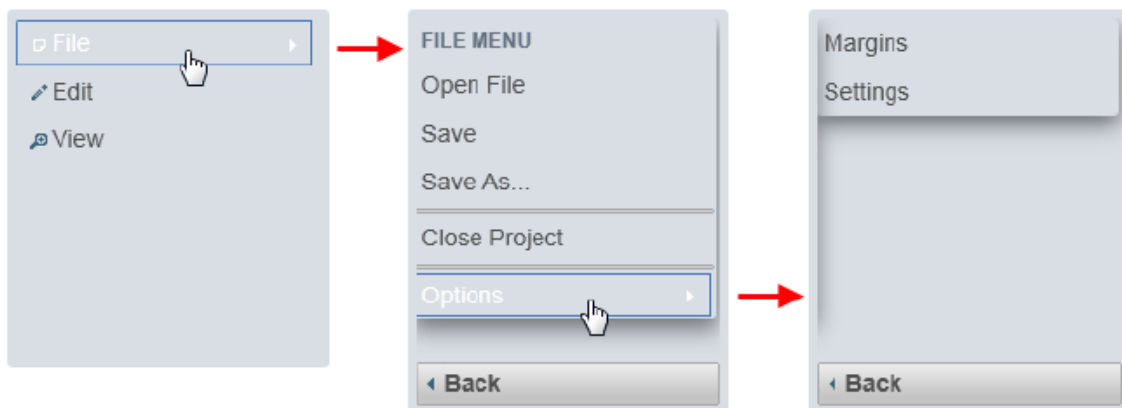 File
Edit
View
FILE MENU
Open File
Save
Save As...
Close Project
Options
Back
Margins
Settings
Back